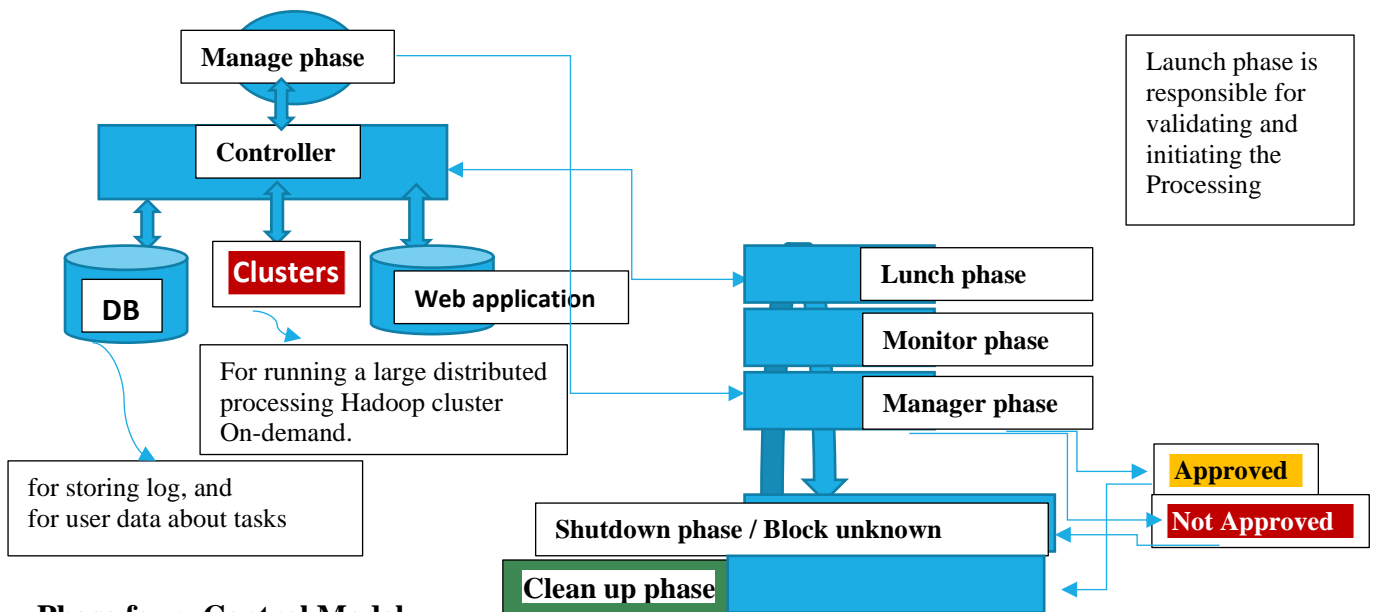 Manage phase
Launch phase is
responsible for
validating and
initiating the
Processing
Controller
Clusters
DB
Web application
Lunch phase
Monitor phase
Manager phase
For running a large distributed
processing Hadoop cluster
On-demand.
for storing log, and
for user data about tasks
Approved
Not Approved
Shutdown phase / Block unknown
Clean up phase
Control Model